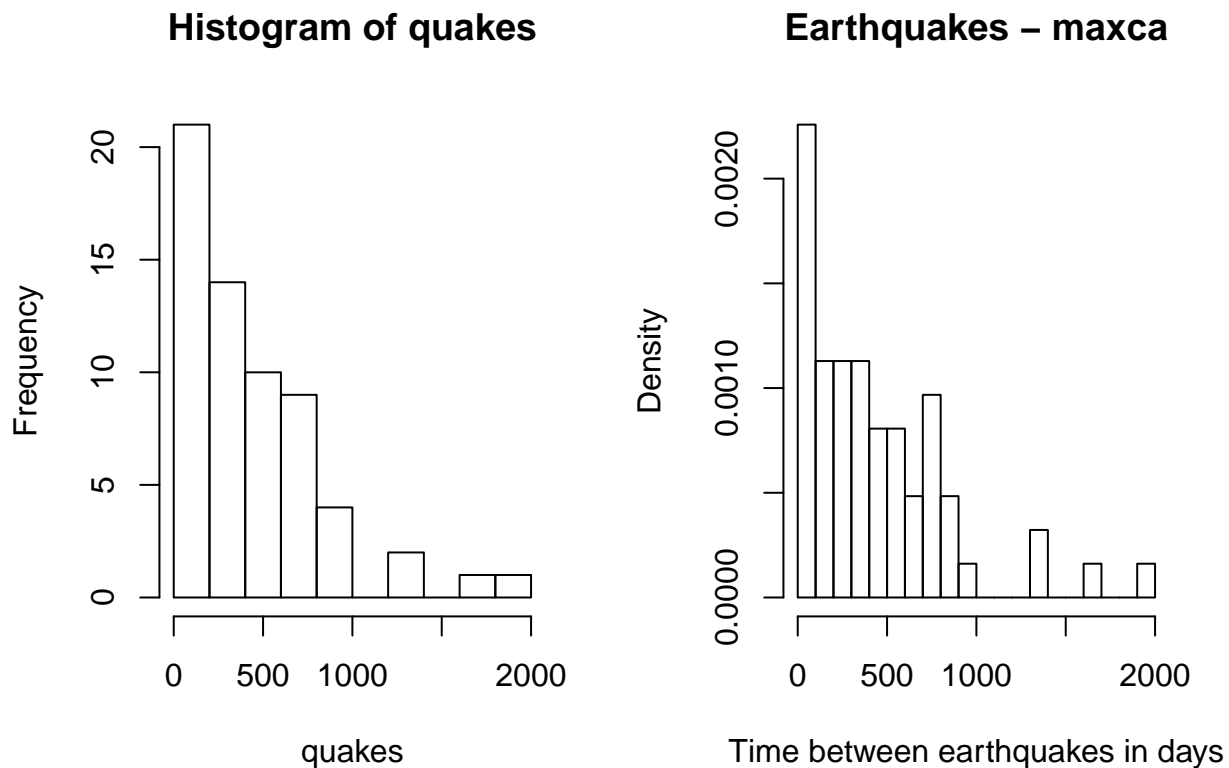 Histogram of quakes
Frequency
20
15
10
5
0
0 500 1000 2000
quakes
Earthquakes – maxca
Density
0.0020
0.0010
0.0000
0 500 1000 2000
Time between earthquakes in days